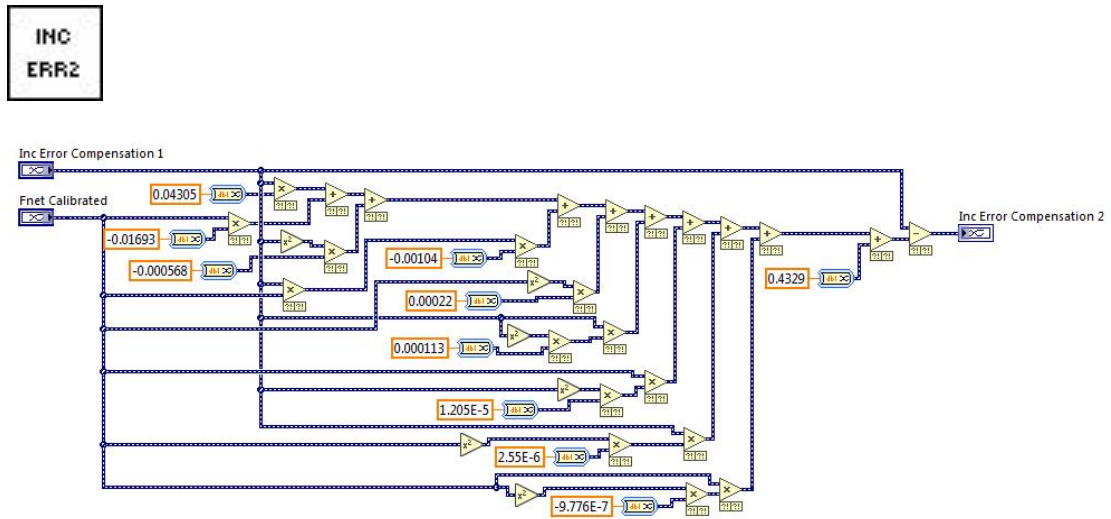 INC
ERR2
Inc Error Compensation 1
0.04305
Fnet Calibrated
Inc Error Compensation 2
-0.01693
-0.000568
-0.00104
0.4329
0.00022
0.000113
1.205E-5
2.55E-6
-9.776E-7